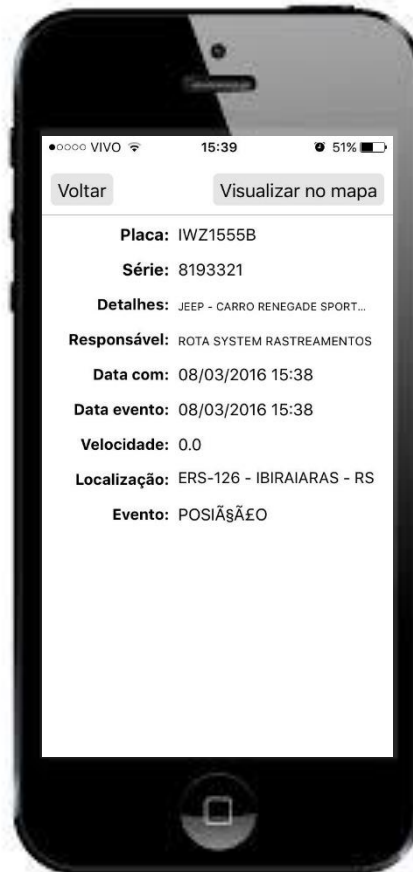 ●○○○○ VIVO 15:39 51%
Voltar Visualizar no mapa
Placa: IWZ1555B
Série: 8193321
Detalhes: JEEP - CARRO RENEGADE SPORT...
Responsável: ROTA SYSTEM RASTREAMENTOS
Data com: 08/03/2016 15:38
Data evento: 08/03/2016 15:38
Velocidade: 0.0
Localização: ERS-126 - IBIRAIARAS - RS
Evento: POSIÃ§Ã£O